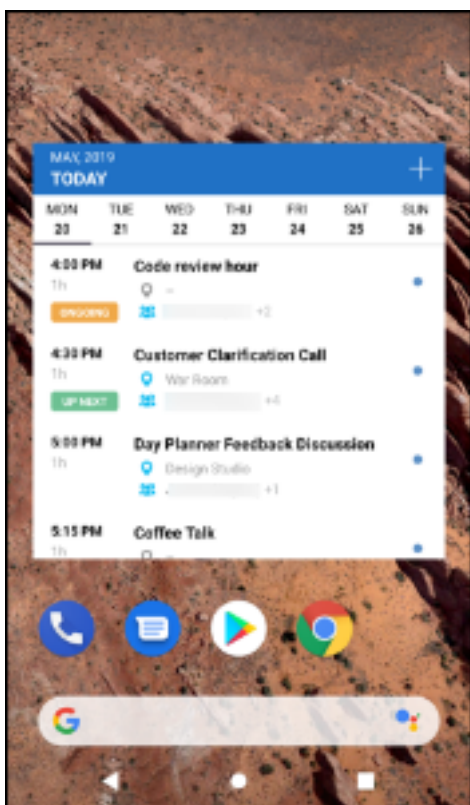 MAY, 2019
TODAY
MON TUE WED THU FRI SAT SUN
20 21 22 23 24 25 26
4:00 PM Code review hour
1h –
ONGOING +2
4:30 PM Customer Clarification Call
1h War Room
UP NEXT +4
5:00 PM Day Planner Feedback Discussion
1h Design Studio
+1
5:15 PM Coffee Talk
1h –